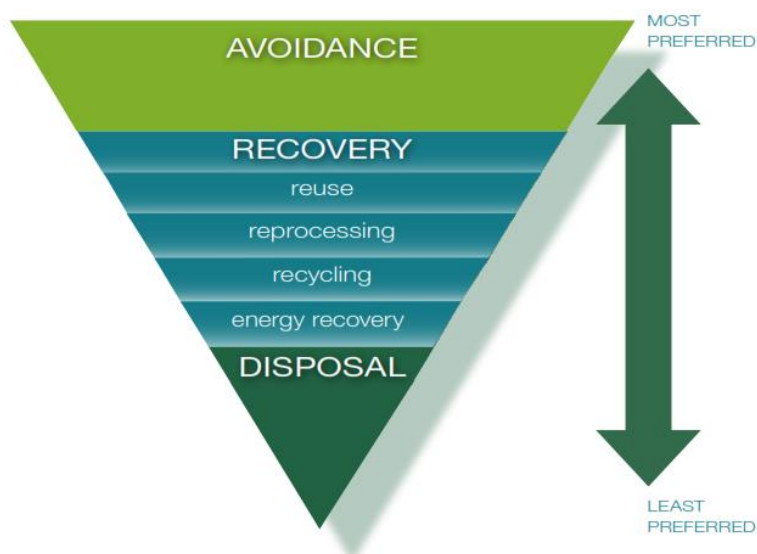 AVOIDANCE
MOST
PREFERRED
RECOVERY
reuse
reprocessing
recycling
energy recovery
DISPOSAL
LEAST
PREFERRED